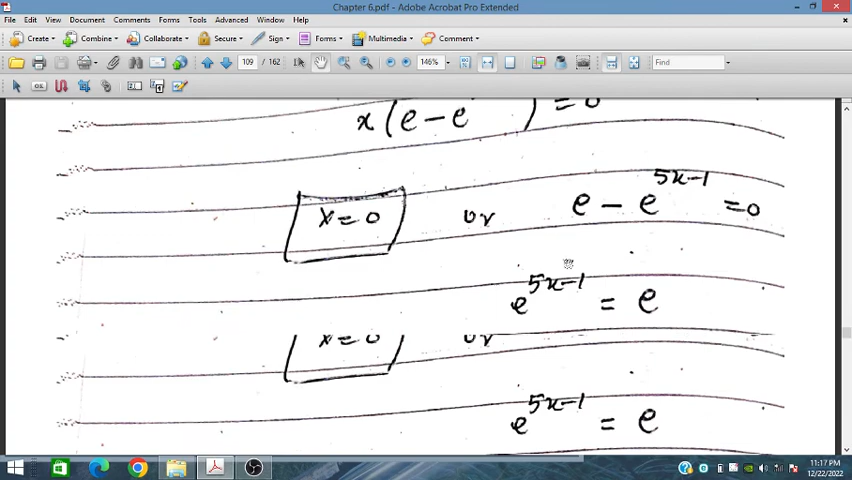 Chapter 6.pdf - Adobe Acrobat Pro Extended
File Edit View Document Comments Forms Tools Advanced Window Help
Create Combine Collaborate Secure Sign Forms Multimedia Comment
109 / 162 146% Find
x(e-e )=0
x=0 or e-e^{5x-1}=0
e^{5x-1} = e
x=0 or
e^{5x-1} = e
11:17 PM
12/22/2022